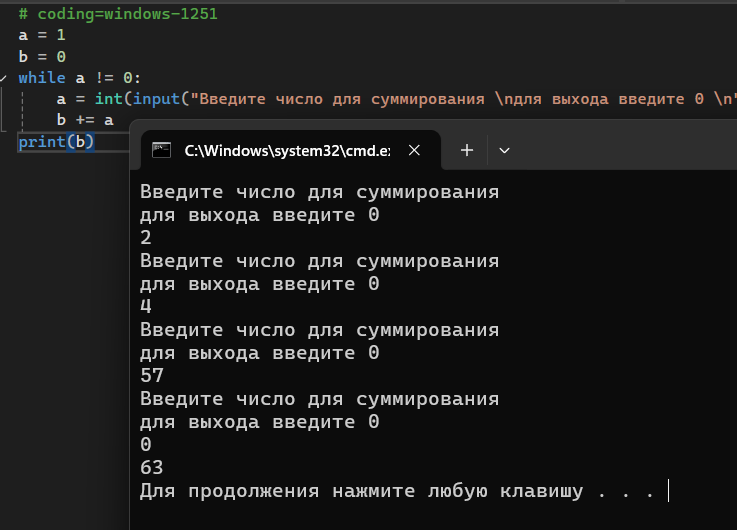 # coding=windows-1251
a = 1
b = 0
while a != 0:
a = int(input("Введите число для суммирования \nдля выхода введите 0 \n"
b += a
print(b)
C:\Windows\system32\cmd.e
Введите число для суммирования
для выхода введите 0
2
Введите число для суммирования
для выхода введите 0
4
Введите число для суммирования
для выхода введите 0
57
Введите число для суммирования
для выхода введите 0
0
63
Для продолжения нажмите любую клавишу . . .